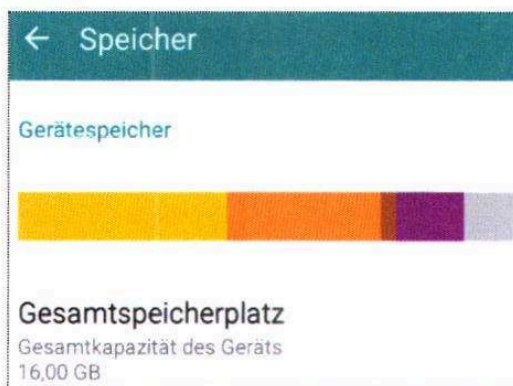 ← Speicher
Gerätespeicher
Gesamtspeicherplatz
Gesamtkapazität des Geräts
16,00 GB